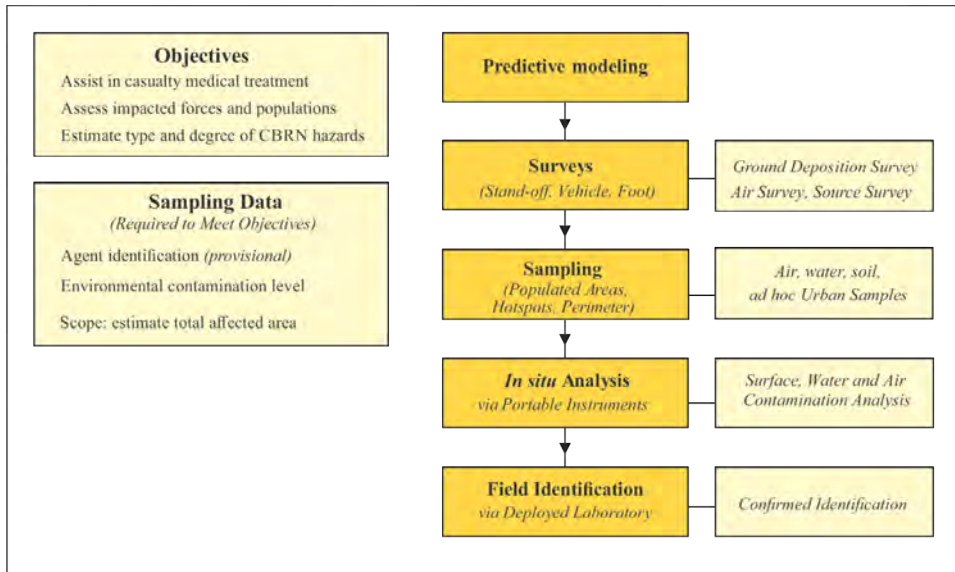 Objectives
Assist in casualty medical treatment
Assess impacted forces and populations
Estimate type and degree of CBRN hazards
Sampling Data
(Required to Meet Objectives)
Agent identification (provisional)
Environmental contamination level
Scope: estimate total affected area
Predictive modeling
Surveys
(Stand-off, Vehicle, Foot)
Ground Deposition Survey
Air Survey, Source Survey
Sampling
(Populated Areas,
Hotspots, Perimeter)
Air, water, soil,
ad hoc Urban Samples
In situ Analysis
via Portable Instruments
Surface, Water and Air
Contamination Analysis
Field Identification
via Deployed Laboratory
Confirmed Identification